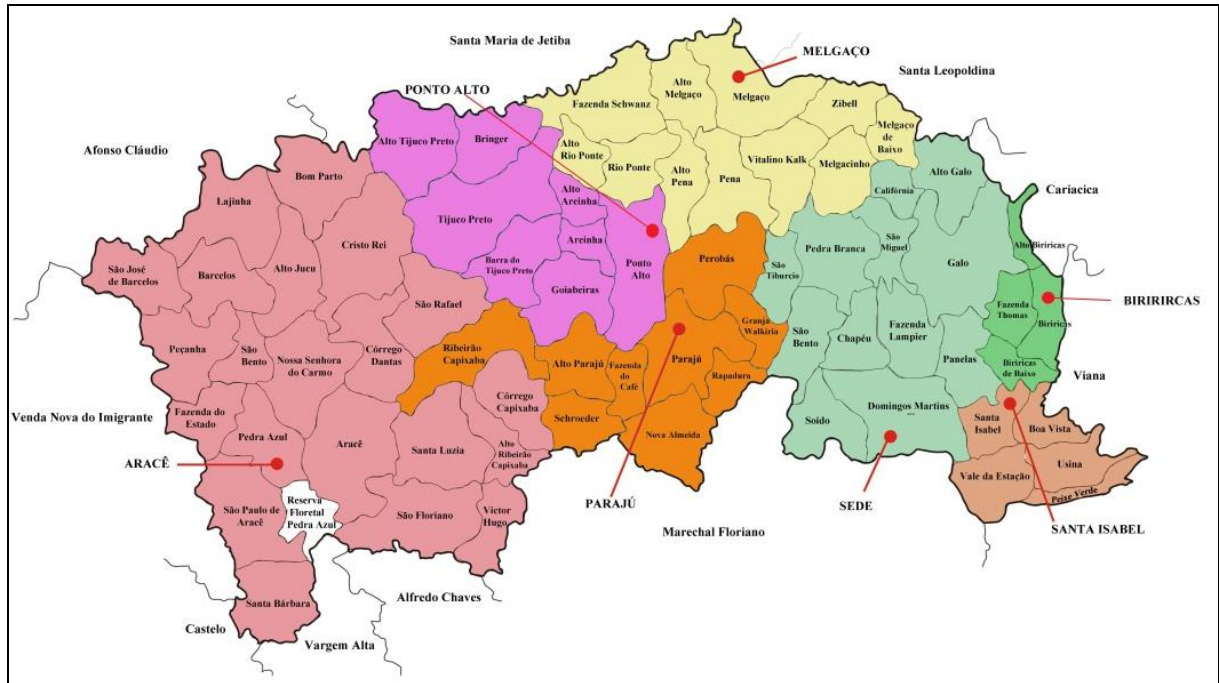 Santa Maria de Jetiba
MELGAÇO
Santa Leopoldina
PONTO ALTO
Afonso Cláudio
Fazenda Schwanz
Alto
Melgaço
Melgaço
Zibell
Melgaço
de
Baixo
Alto Tijuco Preto
Bringer
Alto
Rio Ponte
Rio Ponte
Alto
Pena
Pena
Vitalino Kalk
Melgacinho
Alto Galo
Califórnia
Cariacica
Bom Parto
Lajinha
Cristo Rei
Tijuco Preto
Alto
Areinha
Areinha
Barra do
Tijuco Preto
Goiabeiras
Ponto
Alto
Perobás
São
Tiburcio
Pedra Branca
São
Miguel
Galo
Alto Biriricas
São José
de Barcelos
Barcelos
Alto Jucu
São Rafael
Fazenda
Thomas
Biriricas
BIRIRIRCAS
Granja
Walkíria
São
Bento
Chapéu
Fazenda
Lampier
Panelas
Biriricas
de Baixo
Viana
Peçanha
São
Bento
Nossa Senhora
do Carmo
Córrego
Dantas
Ribeirão
Capixaba
Alto Parajú
Fazenda
do
Café
Parajú
Rapadura
Venda Nova do Imigrante
Fazenda do
Estado
Córrego
Capixaba
Schroeder
Nova Almeida
Soído
Domingos Martins
Santa
Isabel
Boa Vista
Pedra Azul
Aracê
Santa Luzia
Alto
Ribeirão
Capixaba
Usina
Vale da Estação
Peixe Verde
ARACÊ
São Paulo de
Aracê
Reserva
Floretal
Pedra Azul
São Floriano
Victor
Hugo
PARAJÚ
SEDE
SANTA ISABEL
Marechal Floriano
Santa Bárbara
Alfredo Chaves
Castelo
Vargem Alta